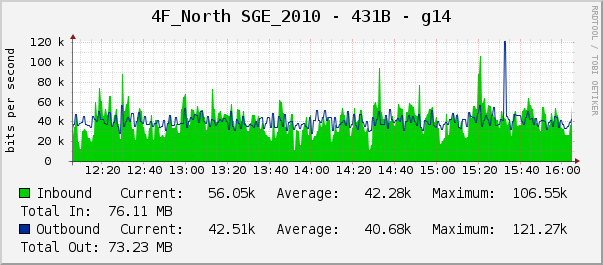 4F_North SGE_2010 - 431B - g14
RRDTOOL / TOBI OETIKER
bits per second
120 k
100 k
80 k
60 k
40 k
20 k
0
12:20 12:40 13:00 13:20 13:40 14:00 14:20 14:40 15:00 15:20 15:40 16:00
Inbound Current: 56.05k Average: 42.28k Maximum: 106.55k
Total In: 76.11 MB
Outbound Current: 42.51k Average: 40.68k Maximum: 121.27k
Total Out: 73.23 MB